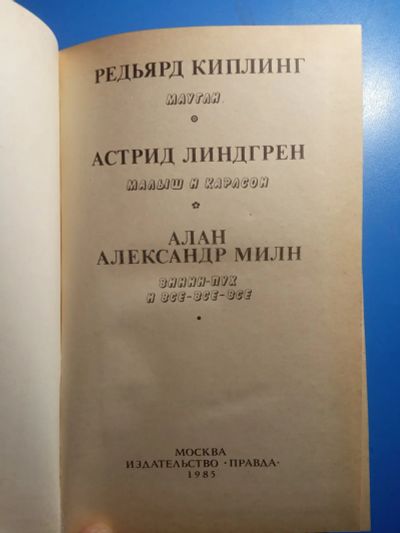 РЕДЬЯРД КИПЛИНГ
МАУГЛИ
АСТРИД ЛИНДГРЕН
МАЛЫШ И КАРЛСОН
АЛАН
АЛЕКСАНДР МИЛН
ВИННИ-ПУХ
И ВСЕ-ВСЕ-ВСЕ
МОСКВА
ИЗДАТЕЛЬСТВО «ПРАВДА»
1985